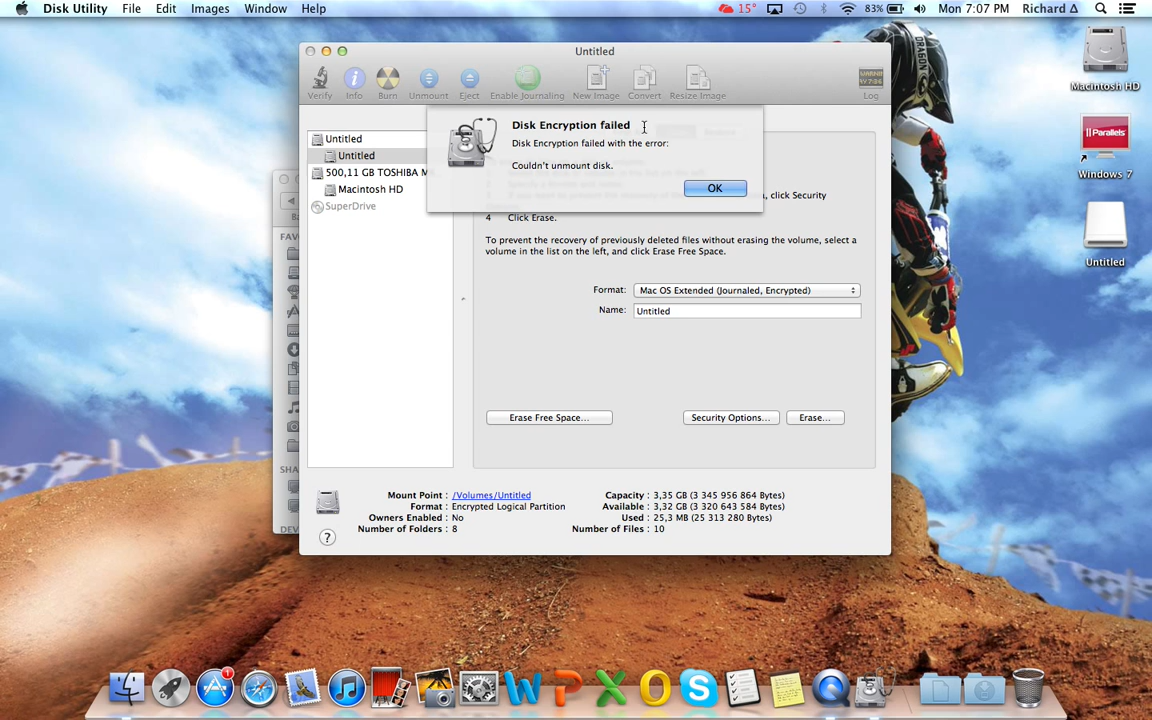 Disk Utility File Edit Images Window Help 15° 83% Mon 7:07 PM Richard Δ
Untitled
Verify Info Burn Unmount Eject Enable Journaling New Image Convert Resize Image Log
Macintosh HD
Parallels
Windows 7
Untitled
Untitled
Untitled
500,11 GB TOSHIBA M
Macintosh HD
SuperDrive
Disk Encryption failed
Disk Encryption failed with the error:
Couldn't unmount disk.
OK
, click Security
4 Click Erase.
To prevent the recovery of previously deleted files without erasing the volume, select a
volume in the list on the left, and click Erase Free Space.
Format: Mac OS Extended (Journaled, Encrypted)
Name: Untitled
Erase Free Space... Security Options... Erase...
FAV
SHA
DEV
Mount Point : /Volumes/Untitled
Format : Encrypted Logical Partition
Owners Enabled : No
Number of Folders : 8
Capacity : 3,35 GB (3 345 956 864 Bytes)
Available : 3,32 GB (3 320 643 584 Bytes)
Used : 25,3 MB (25 313 280 Bytes)
Number of Files : 10
?
1